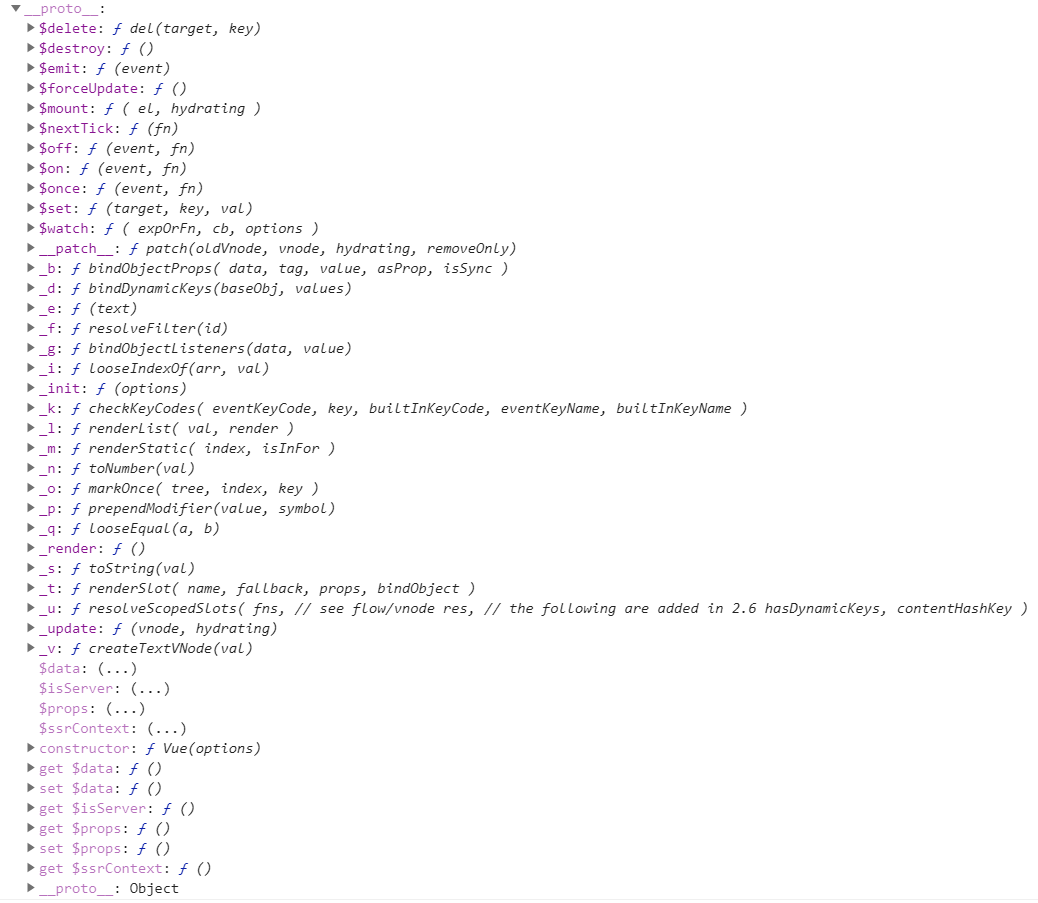 __proto__:
$delete: ƒ del(target, key)
$destroy: ƒ ()
$emit: ƒ (event)
$forceUpdate: ƒ ()
$mount: ƒ ( el, hydrating )
$nextTick: ƒ (fn)
$off: ƒ (event, fn)
$on: ƒ (event, fn)
$once: ƒ (event, fn)
$set: ƒ (target, key, val)
$watch: ƒ ( expOrFn, cb, options )
__patch__: ƒ patch(oldVnode, vnode, hydrating, removeOnly)
_b: ƒ bindObjectProps( data, tag, value, asProp, isSync )
_d: ƒ bindDynamicKeys(baseObj, values)
_e: ƒ (text)
_f: ƒ resolveFilter(id)
_g: ƒ bindObjectListeners(data, value)
_i: ƒ looseIndexOf(arr, val)
_init: ƒ (options)
_k: ƒ checkKeyCodes( eventKeyCode, key, builtInKeyCode, eventKeyName, builtInKeyName )
_l: ƒ renderList( val, render )
_m: ƒ renderStatic( index, isInFor )
_n: ƒ toNumber(val)
_o: ƒ markOnce( tree, index, key )
_p: ƒ prependModifier(value, symbol)
_q: ƒ looseEqual(a, b)
_render: ƒ ()
_s: ƒ toString(val)
_t: ƒ renderSlot( name, fallback, props, bindObject )
_u: ƒ resolveScopedSlots( fns, // see flow/vnode res, // the following are added in 2.6 hasDynamicKeys, contentHashKey )
_update: ƒ (vnode, hydrating)
_v: ƒ createTextVNode(val)
$data: (...)
$isServer: (...)
$props: (...)
$ssrContext: (...)
constructor: ƒ Vue(options)
get $data: ƒ ()
set $data: ƒ ()
get $isServer: ƒ ()
get $props: ƒ ()
set $props: ƒ ()
get $ssrContext: ƒ ()
__proto__: Object